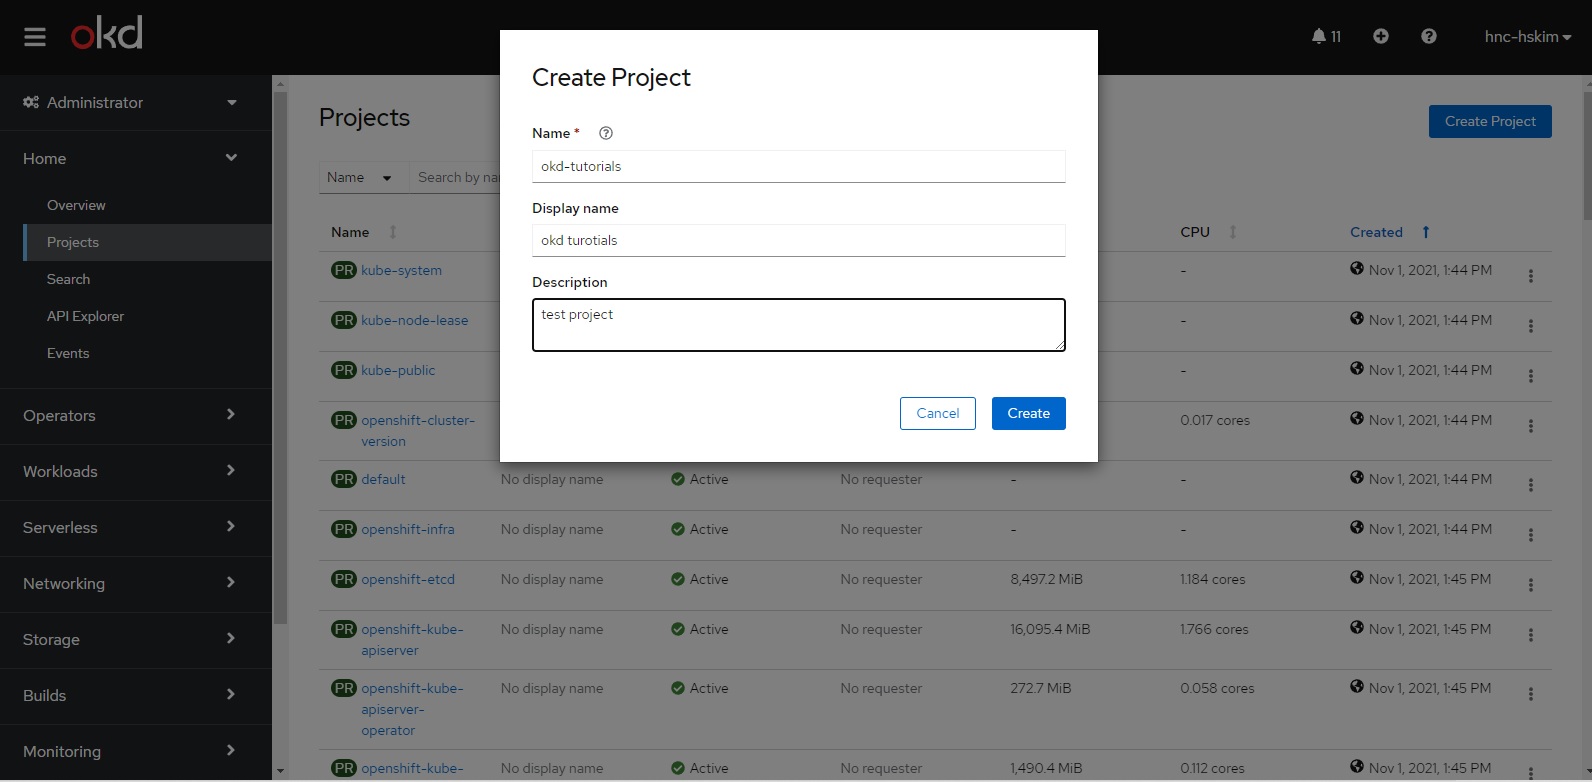 okd
11
hnc-hskim
Administrator
Home
Overview
Projects
Search
API Explorer
Events
Operators
Workloads
Serverless
Networking
Storage
Builds
Monitoring
Projects
Create Project
Name
Search by na
Name
CPU
Created
PR kube-system
-
Nov 1, 2021, 1:44 PM
PR kube-node-lease
-
Nov 1, 2021, 1:44 PM
PR kube-public
-
Nov 1, 2021, 1:44 PM
PR openshift-cluster-
version
0.017 cores
Nov 1, 2021, 1:44 PM
PR default
No display name
Active
No requester
-
-
Nov 1, 2021, 1:44 PM
PR openshift-infra
No display name
Active
No requester
-
-
Nov 1, 2021, 1:44 PM
PR openshift-etcd
No display name
Active
No requester
8,497.2 MiB
1.184 cores
Nov 1, 2021, 1:45 PM
PR openshift-kube-
apiserver
No display name
Active
No requester
16,095.4 MiB
1.766 cores
Nov 1, 2021, 1:45 PM
PR openshift-kube-
apiserver-
operator
No display name
Active
No requester
272.7 MiB
0.058 cores
Nov 1, 2021, 1:45 PM
PR openshift-kube-
No display name
Active
No requester
1,490.4 MiB
0.112 cores
Nov 1, 2021, 1:45 PM
Create Project
Name *
okd-tutorials
Display name
okd turotials
Description
test project
Cancel
Create